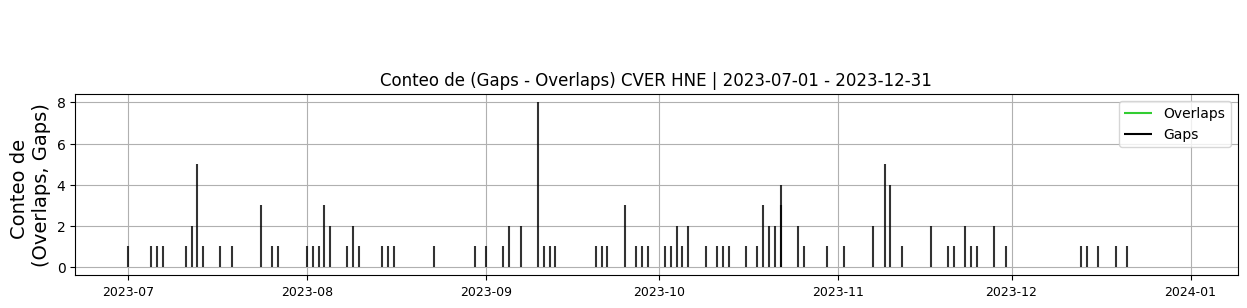 Conteo de (Gaps - Overlaps) CVER HNE | 2023-07-01 - 2023-12-31
Conteo de
(Overlaps, Gaps)
8
6
4
2
0
Overlaps
Gaps
2023-07 2023-08 2023-09 2023-10 2023-11 2023-12 2024-01